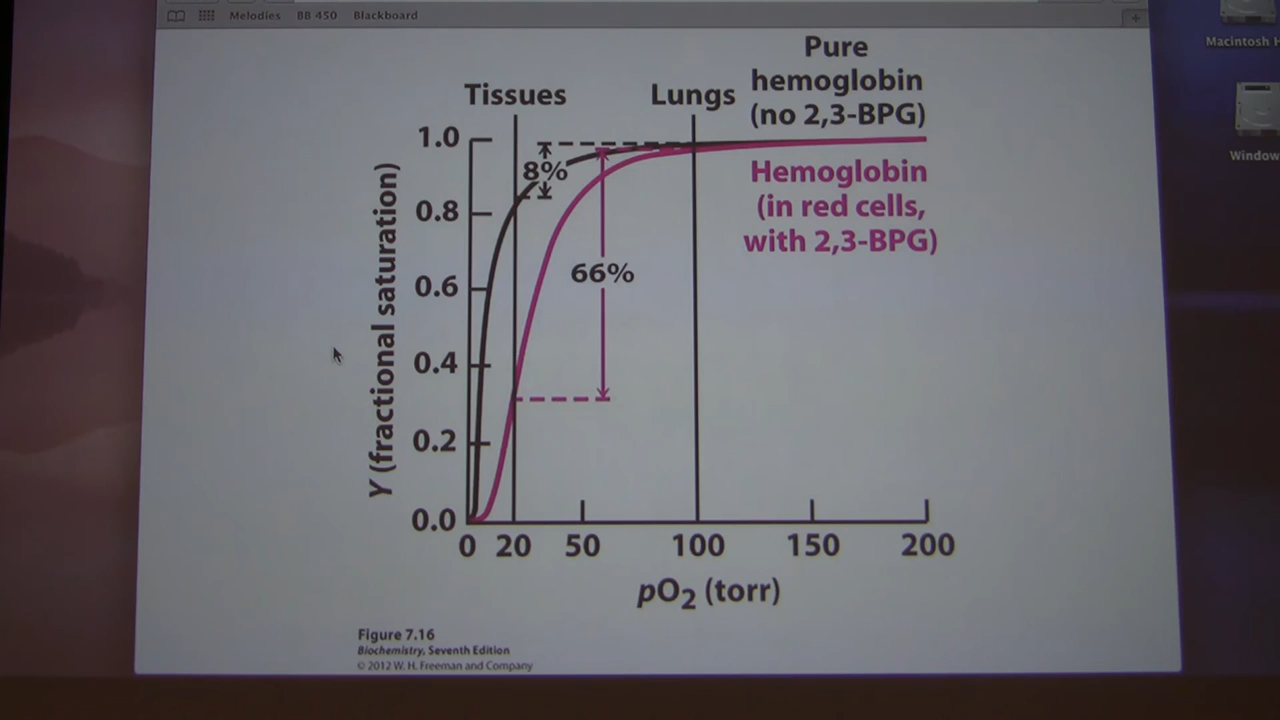 Melodies BB 450 Blackboard
Macintosh H
Window
Pure
hemoglobin
(no 2,3-BPG)
Tissues
Lungs
Hemoglobin
(in red cells,
with 2,3-BPG)
8%
66%
Y (fractional saturation)
1.0
0.8
0.6
0.4
0.2
0.0
0 20 50 100 150 200
pO2 (torr)
Figure 7.16
Biochemistry, Seventh Edition
© 2012 W. H. Freeman and Company